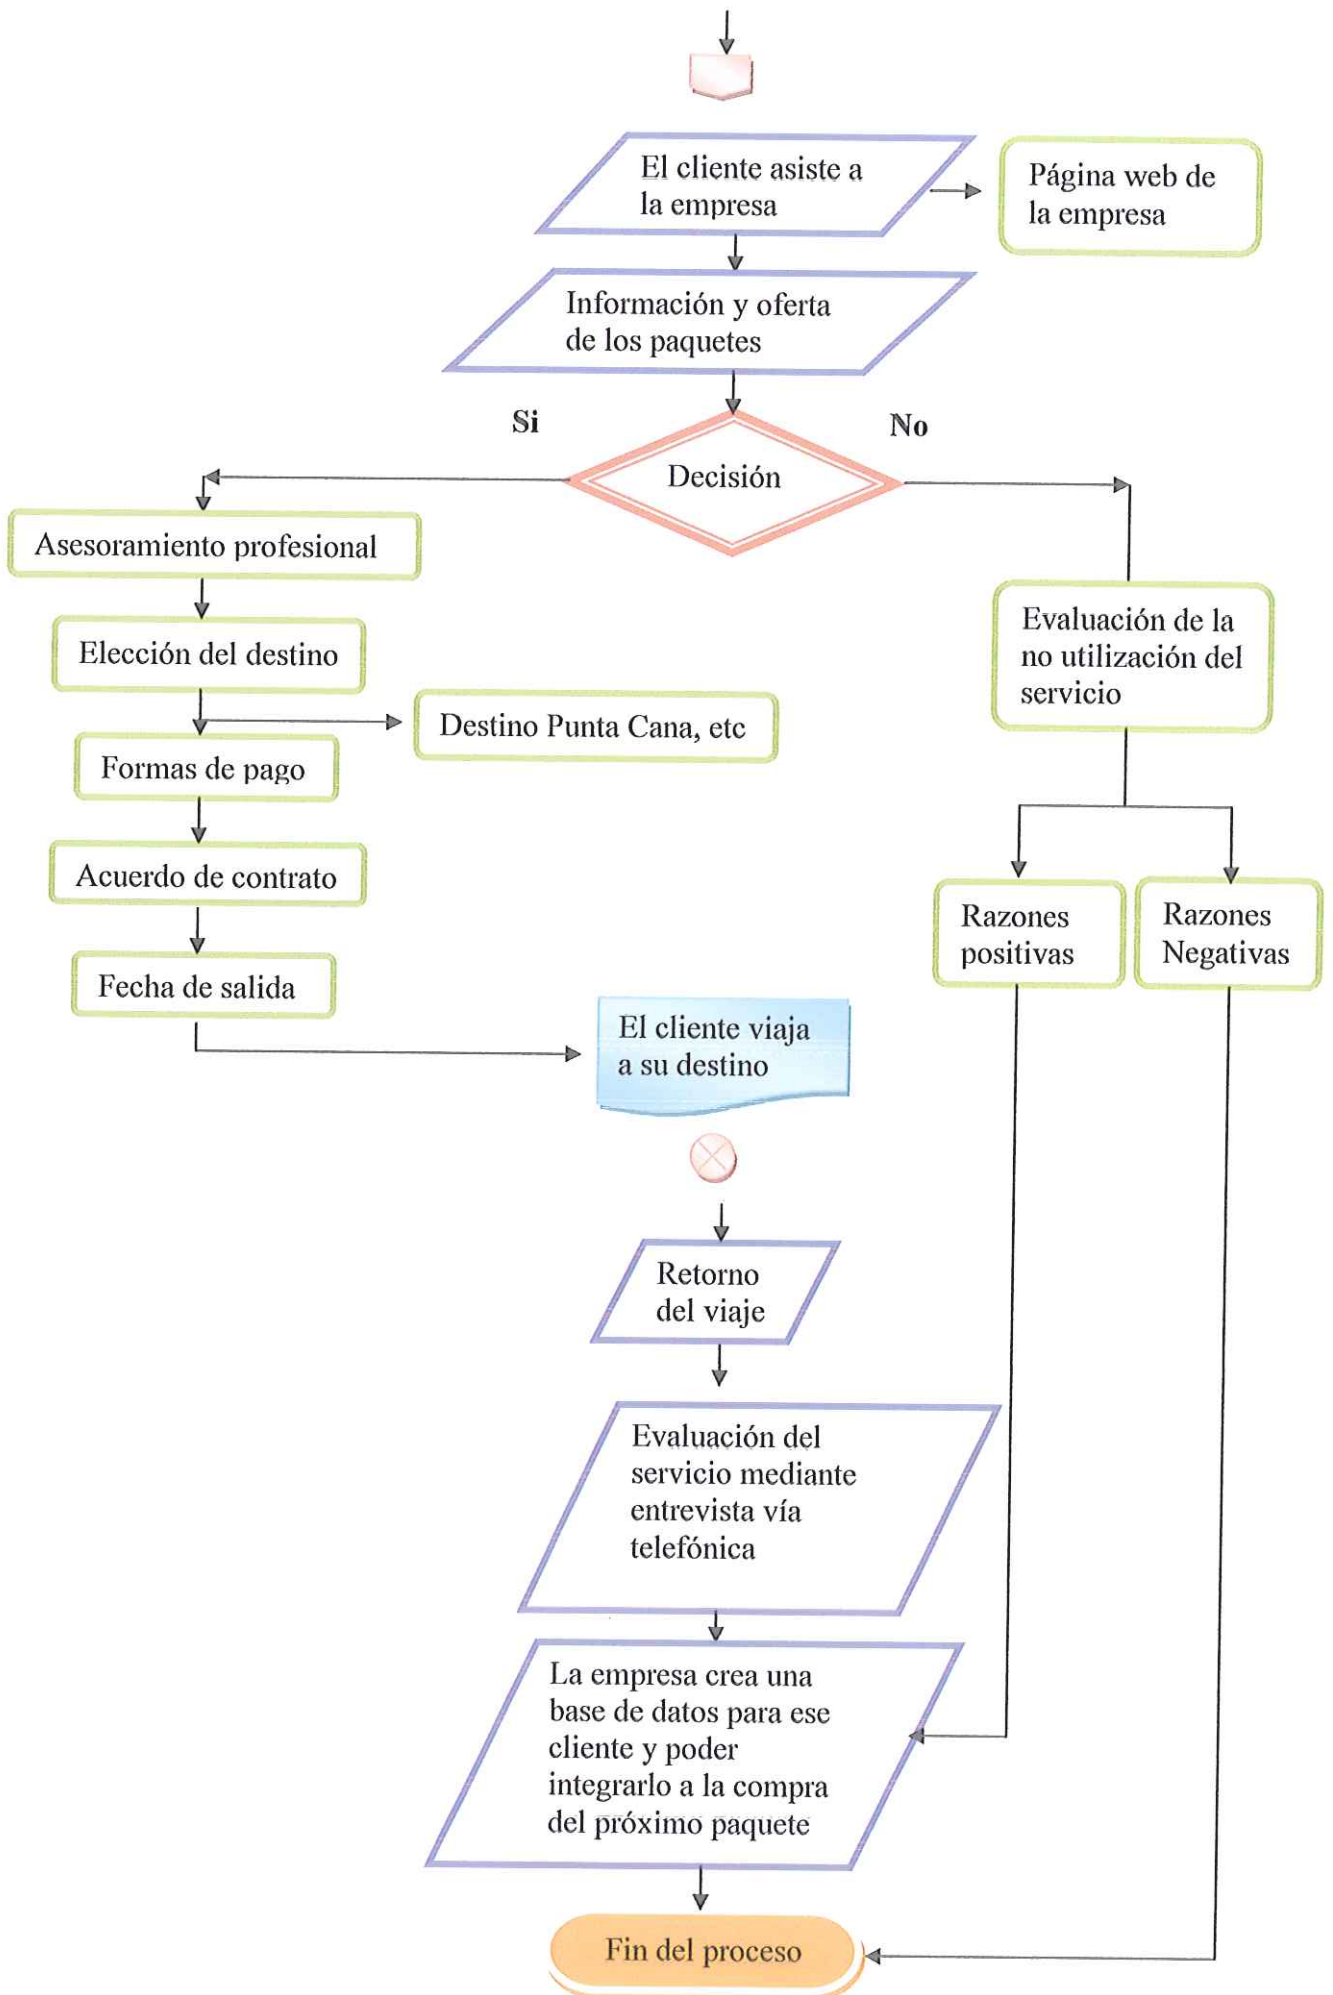 El cliente asiste a
la empresa
Página web de
la empresa
Información y oferta
de los paquetes
Si
No
Decisión
Asesoramiento profesional
Elección del destino
Destino Punta Cana, etc
Formas de pago
Acuerdo de contrato
Fecha de salida
Evaluación de la
no utilización del
servicio
Razones
positivas
Razones
Negativas
El cliente viaja
a su destino
Retorno
del viaje
Evaluación del
servicio mediante
entrevista vía
telefónica
La empresa crea una
base de datos para ese
cliente y poder
integrarlo a la compra
del próximo paquete
Fin del proceso